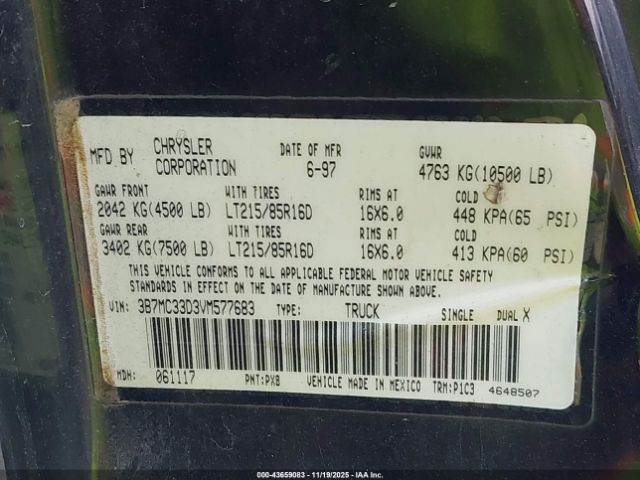 MFD BY CHRYSLER CORPORATION DATE OF MFR 6-97 GVWR 4763 KG(10500 LB)
GAWR FRONT WITH TIRES RIMS AT COLD
2042 KG(4500 LB) LT215/85R16D 16X6.0 448 KPA(65 PSI)
GAWR REAR WITH TIRES RIMS AT COLD
3402 KG(7500 LB) LT215/85R16D 16X6.0 413 KPA(60 PSI)
THIS VEHICLE CONFORMS TO ALL APPLICABLE FEDERAL MOTOR VEHICLE SAFETY
STANDARDS IN EFFECT ON THE DATE OF MANUFACTURE SHOWN ABOVE.
VIN: 3B7MC33D3VM577683 TYPE: TRUCK SINGLE DUAL X
MDH: 061117 PNT:PX8 VEHICLE MADE IN MEXICO TRM:P1C3 4648507
000-43659083 | 11/19/2025 | IAA Inc.